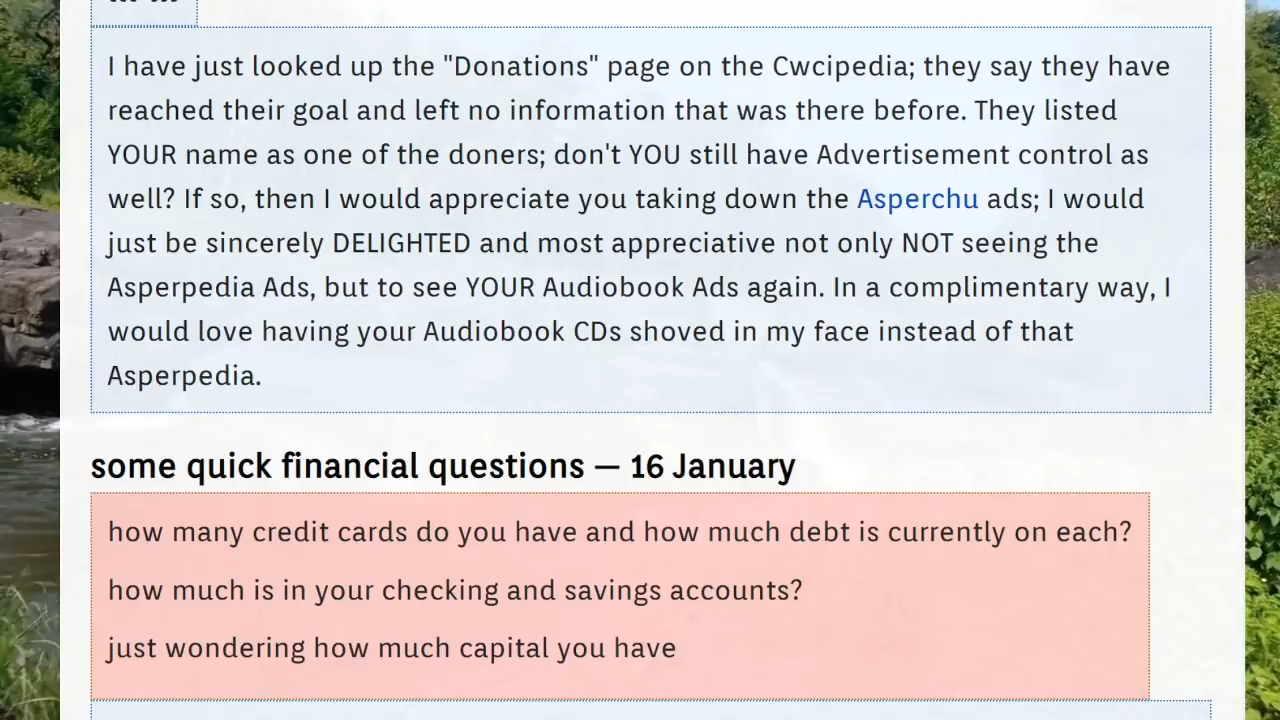 I have just looked up the "Donations" page on the Cwcipedia; they say they have
reached their goal and left no information that was there before. They listed
YOUR name as one of the doners; don't YOU still have Advertisement control as
well? If so, then I would appreciate you taking down the Asperchu ads; I would
just be sincerely DELIGHTED and most appreciative not only NOT seeing the
Asperpedia Ads, but to see YOUR Audiobook Ads again. In a complimentary way, I
would love having your Audiobook CDs shoved in my face instead of that
Asperpedia.
some quick financial questions — 16 January
how many credit cards do you have and how much debt is currently on each?
how much is in your checking and savings accounts?
just wondering how much capital you have